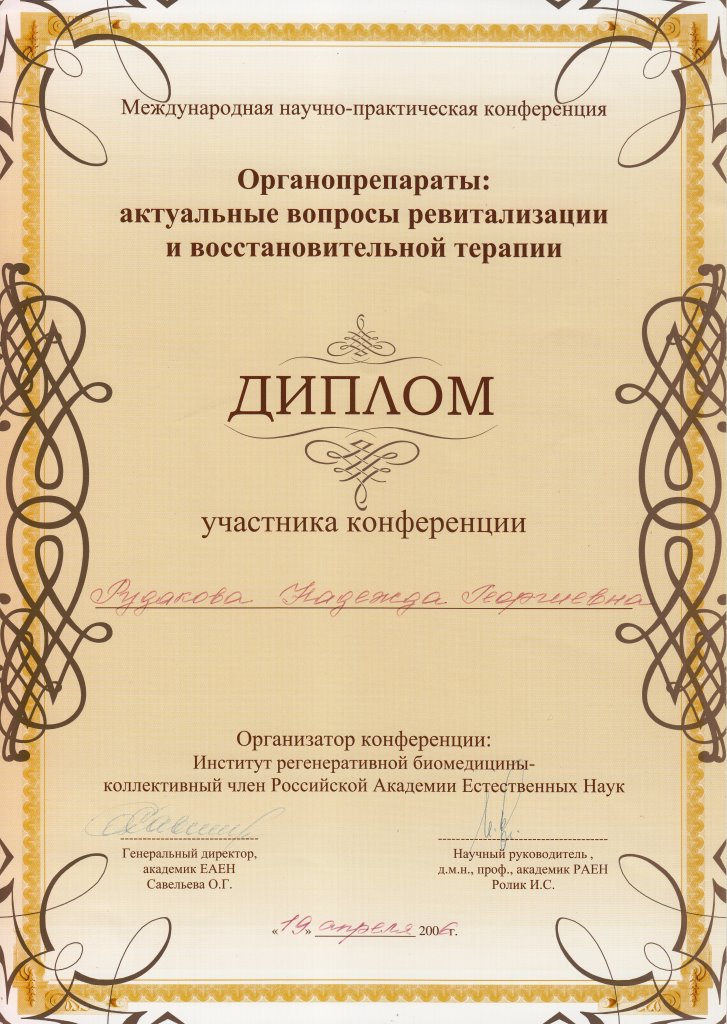 Международная научно-практическая конференция
Органопрепараты:
актуальные вопросы ревитализации
и восстановительной терапии
ДИПЛОМ
участника конференции
Рудакова Надежда Георгиевна
Организатор конференции:
Институт регенеративной биомедицины-
коллективный член Российской Академии Естественных Наук
Генеральный директор,
академик ЕАЕН
Савельева О.Г.
Научный руководитель ,
д.м.н., проф., академик РАЕН
Ролик И.С.
«19» апреля 2006г.